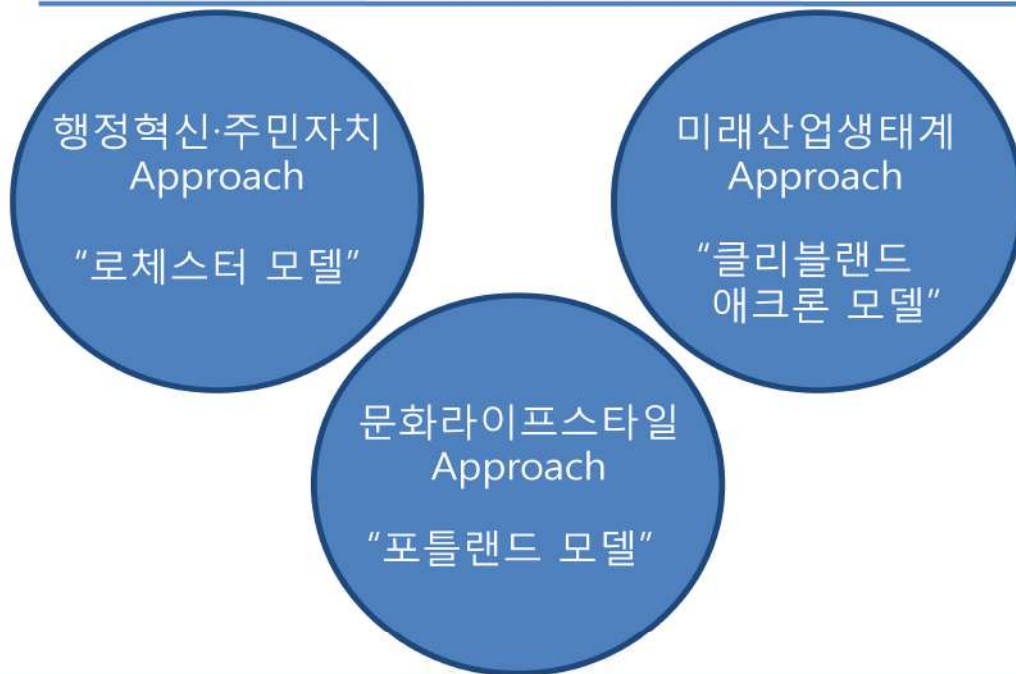 행정혁신·주민자치
Approach
"로체스터 모델"
미래산업생태계
Approach
"클리블랜드
애크론 모델"
문화라이프스타일
Approach
"포틀랜드 모델"